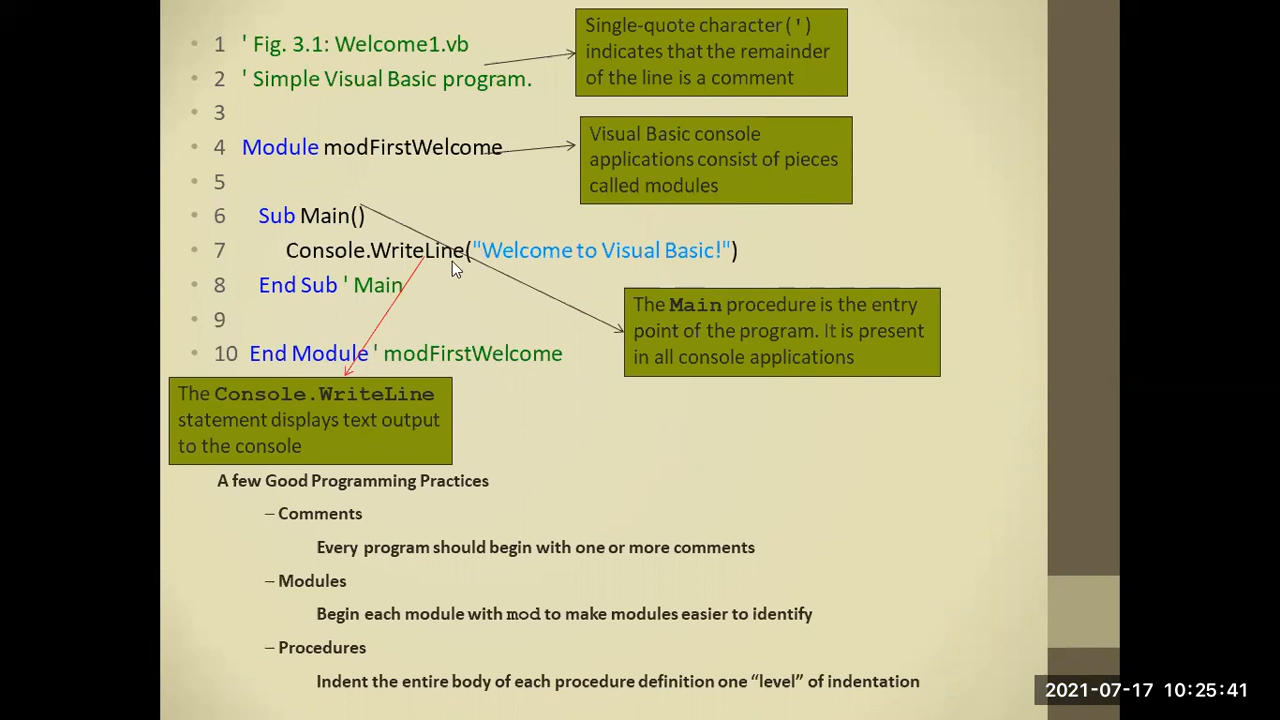 1 ' Fig. 3.1: Welcome1.vb
2 ' Simple Visual Basic program.
3
4 Module modFirstWelcome
5
6 Sub Main()
7 Console.WriteLine("Welcome to Visual Basic!")
8 End Sub ' Main
9
10 End Module ' modFirstWelcome
Single-quote character (')
indicates that the remainder
of the line is a comment
Visual Basic console
applications consist of pieces
called modules
The Main procedure is the entry
point of the program. It is present
in all console applications
The Console.WriteLine
statement displays text output
to the console
A few Good Programming Practices
– Comments
Every program should begin with one or more comments
– Modules
Begin each module with mod to make modules easier to identify
– Procedures
Indent the entire body of each procedure definition one “level” of indentation
2021-07-17 10:25:41